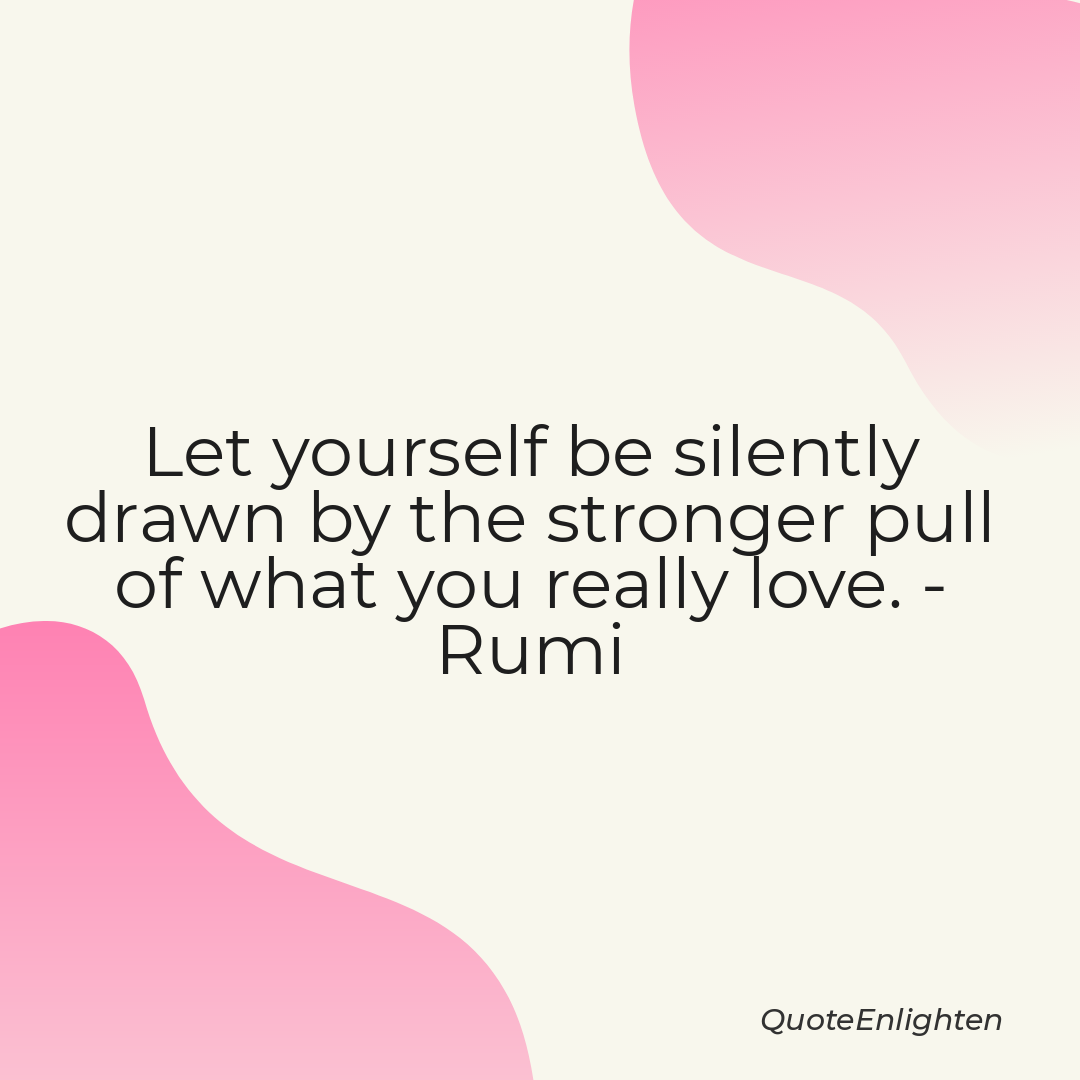 Let yourself be silently
drawn by the stronger pull
of what you really love. -
Rumi
QuoteEnlighten